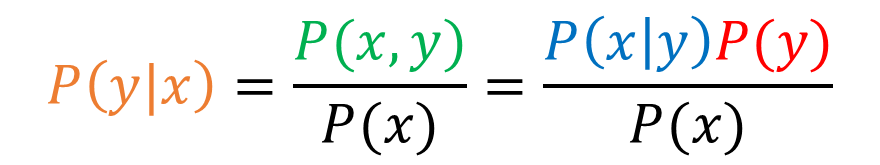 P(y|x) = P(x, y) / P(x) = P(x|y)P(y) / P(x)